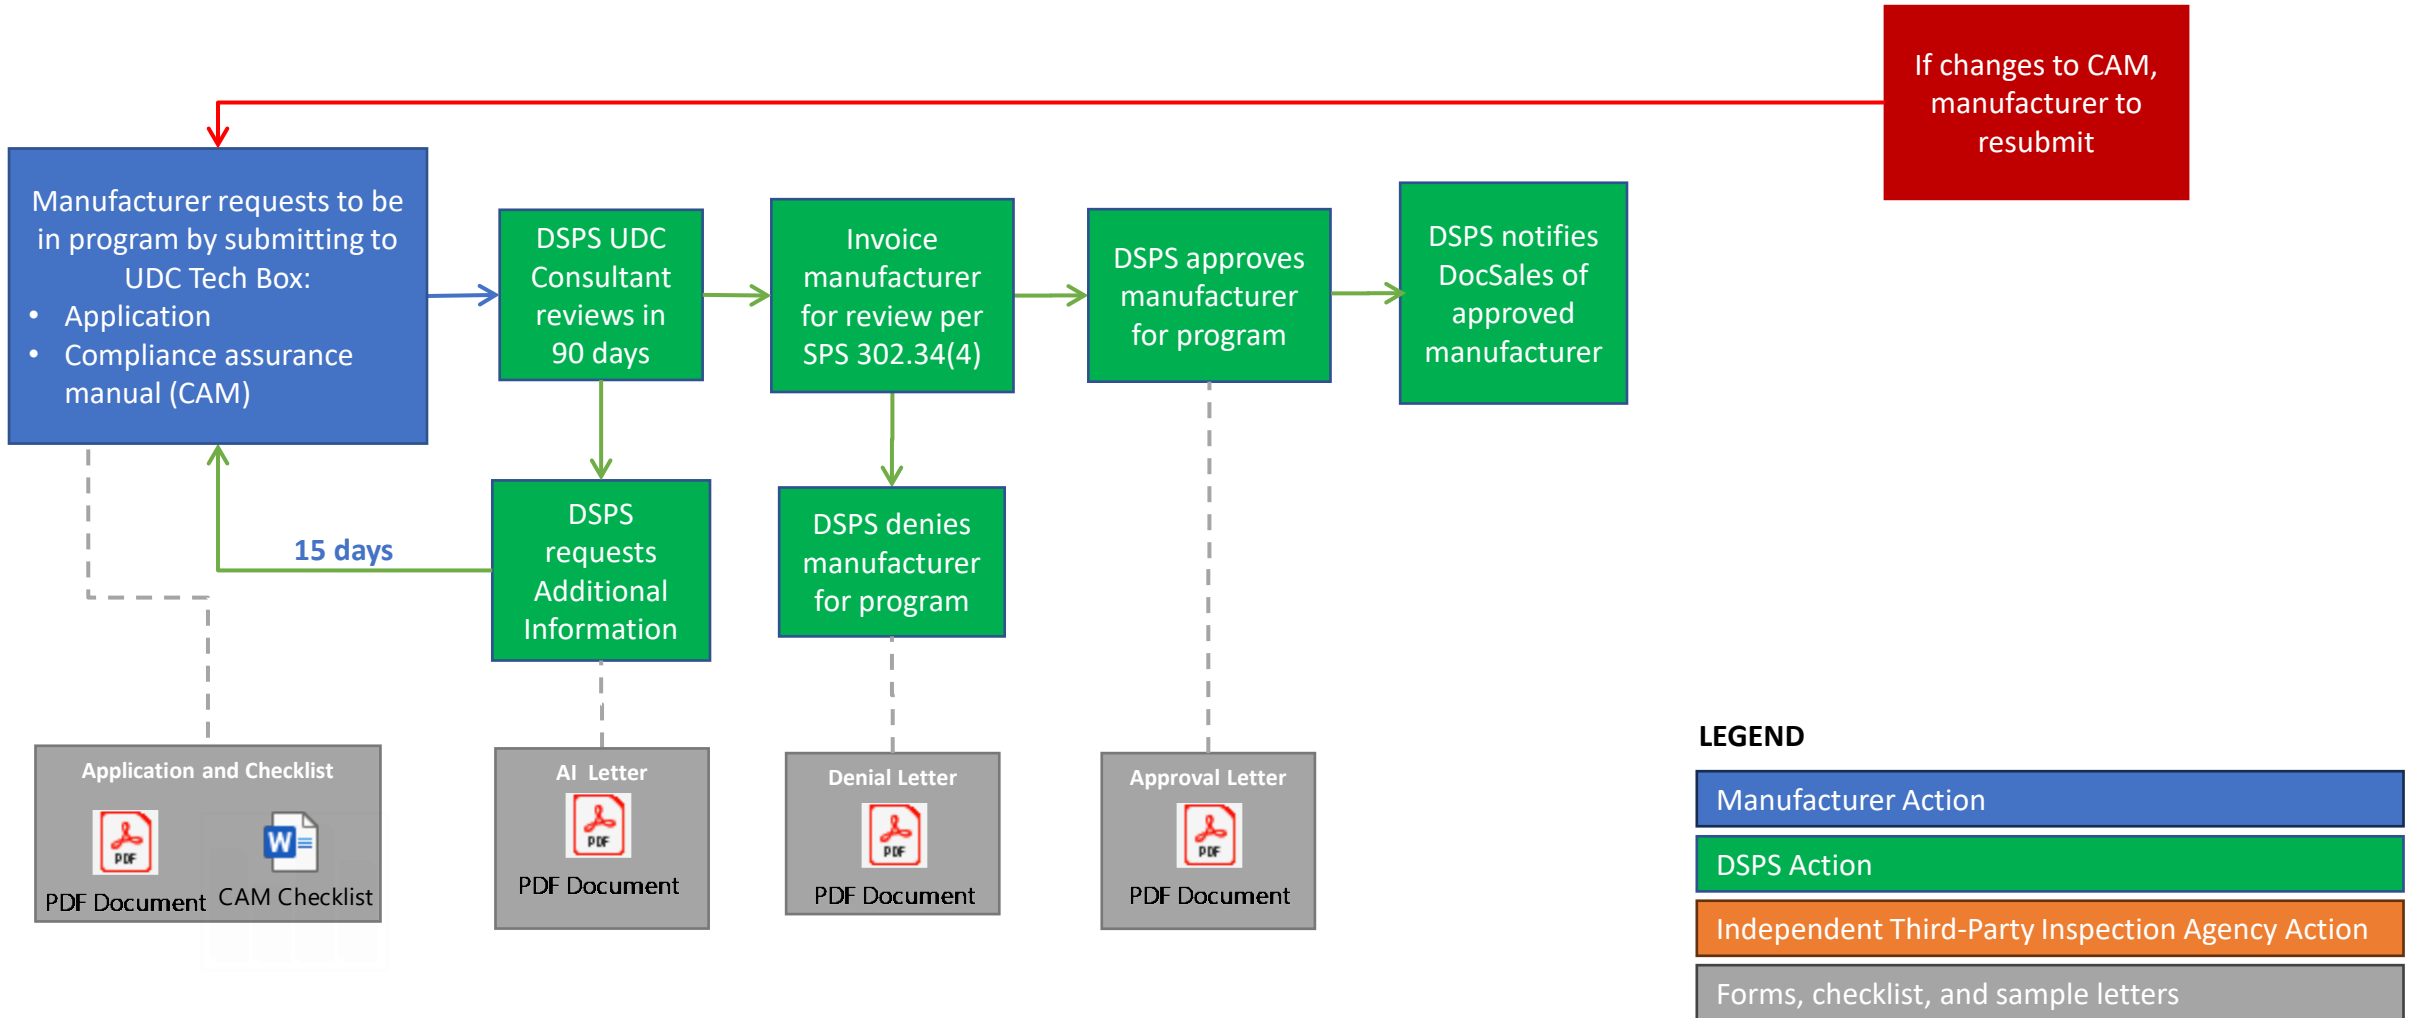 If changes to CAM,
manufacturer to
resubmit
Manufacturer requests to be
in program by submitting to
UDC Tech Box:
• Application
• Compliance assurance
manual (CAM)
DSPS UDC
Consultant
reviews in
90 days
Invoice
manufacturer
for review per
SPS 302.34(4)
DSPS approves
manufacturer
for program
DSPS notifies
DocSales of
approved
manufacturer
15 days
DSPS
requests
Additional
Information
DSPS denies
manufacturer
for program
Application and Checklist
PDF
PDF Document
W
CAM Checklist
AI Letter
PDF
PDF Document
Denial Letter
PDF
PDF Document
Approval Letter
PDF
PDF Document
LEGEND
Manufacturer Action
DSPS Action
Independent Third-Party Inspection Agency Action
Forms, checklist, and sample letters